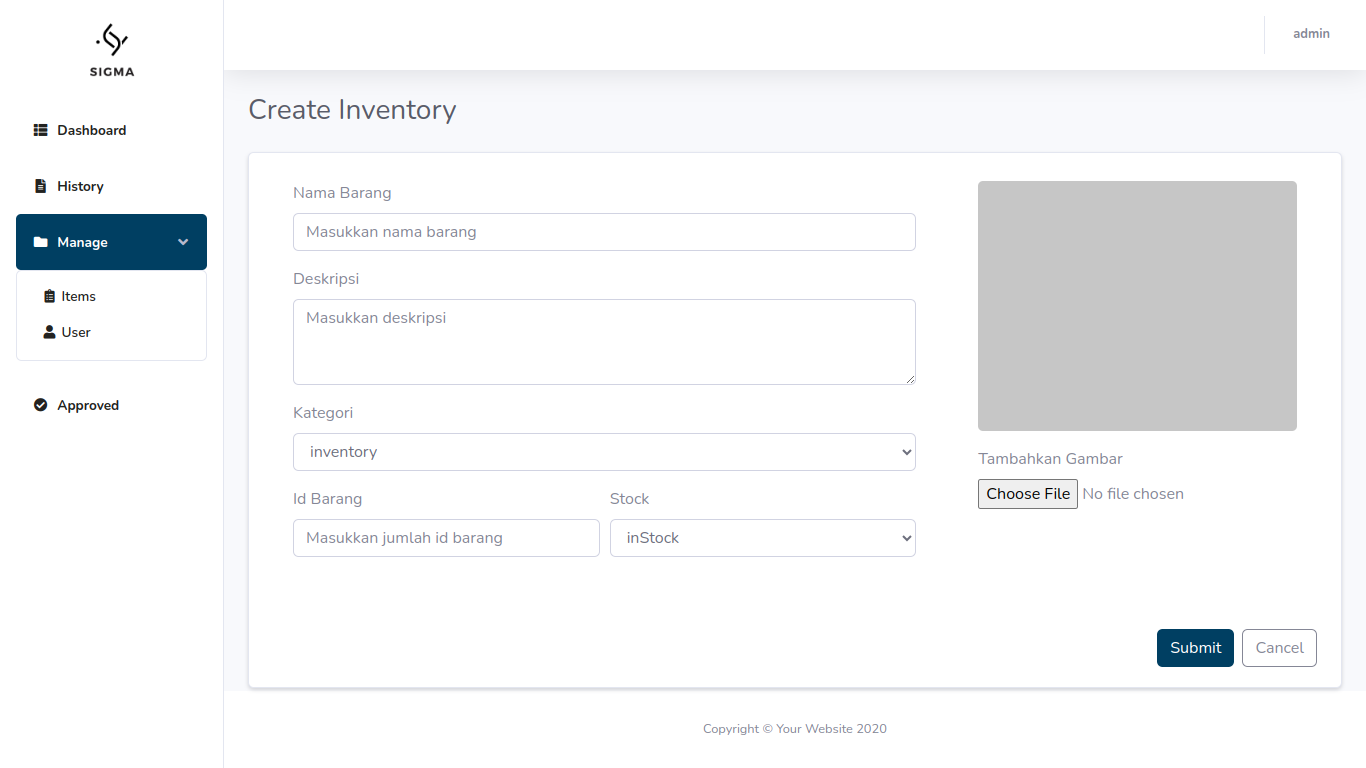 SIGMA
Dashboard
History
Manage
Items
User
Approved
admin
Create Inventory
Nama Barang
Masukkan nama barang
Deskripsi
Masukkan deskripsi
Kategori
inventory
Id Barang
Masukkan jumlah id barang
Stock
inStock
Tambahkan Gambar
Choose File No file chosen
Submit Cancel
Copyright © Your Website 2020